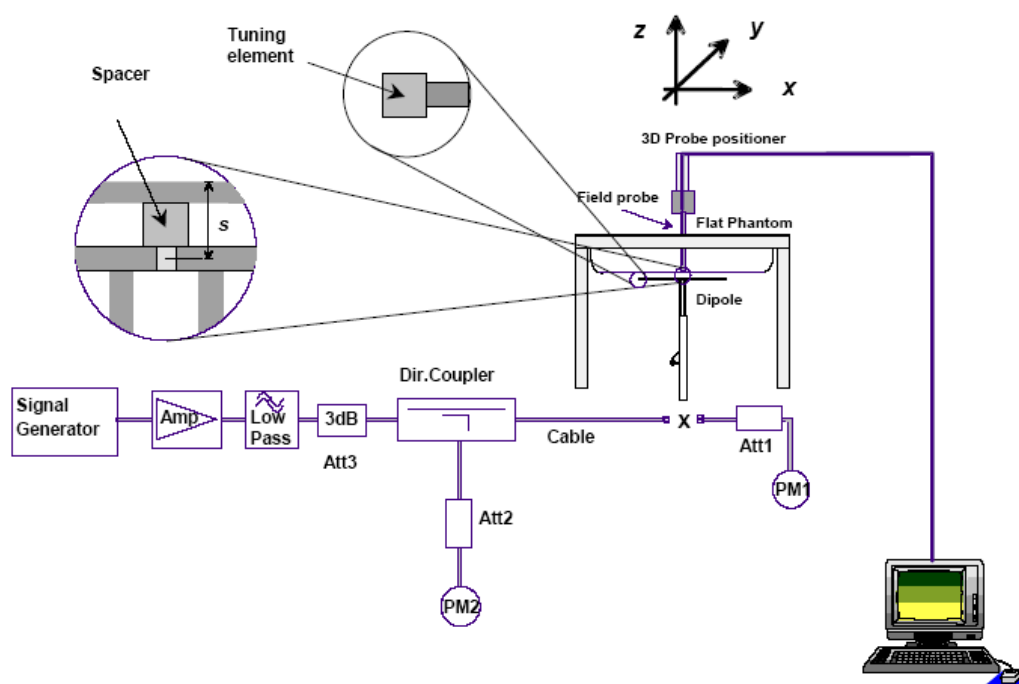 Tuning
element
Spacer
z
y
x
3D Probe positioner
Field probe
Flat Phantom
s
Dipole
Dir.Coupler
Signal
Generator
Amp
Low
Pass
3dB
Att3
Cable
X
Att1
PM1
Att2
PM2